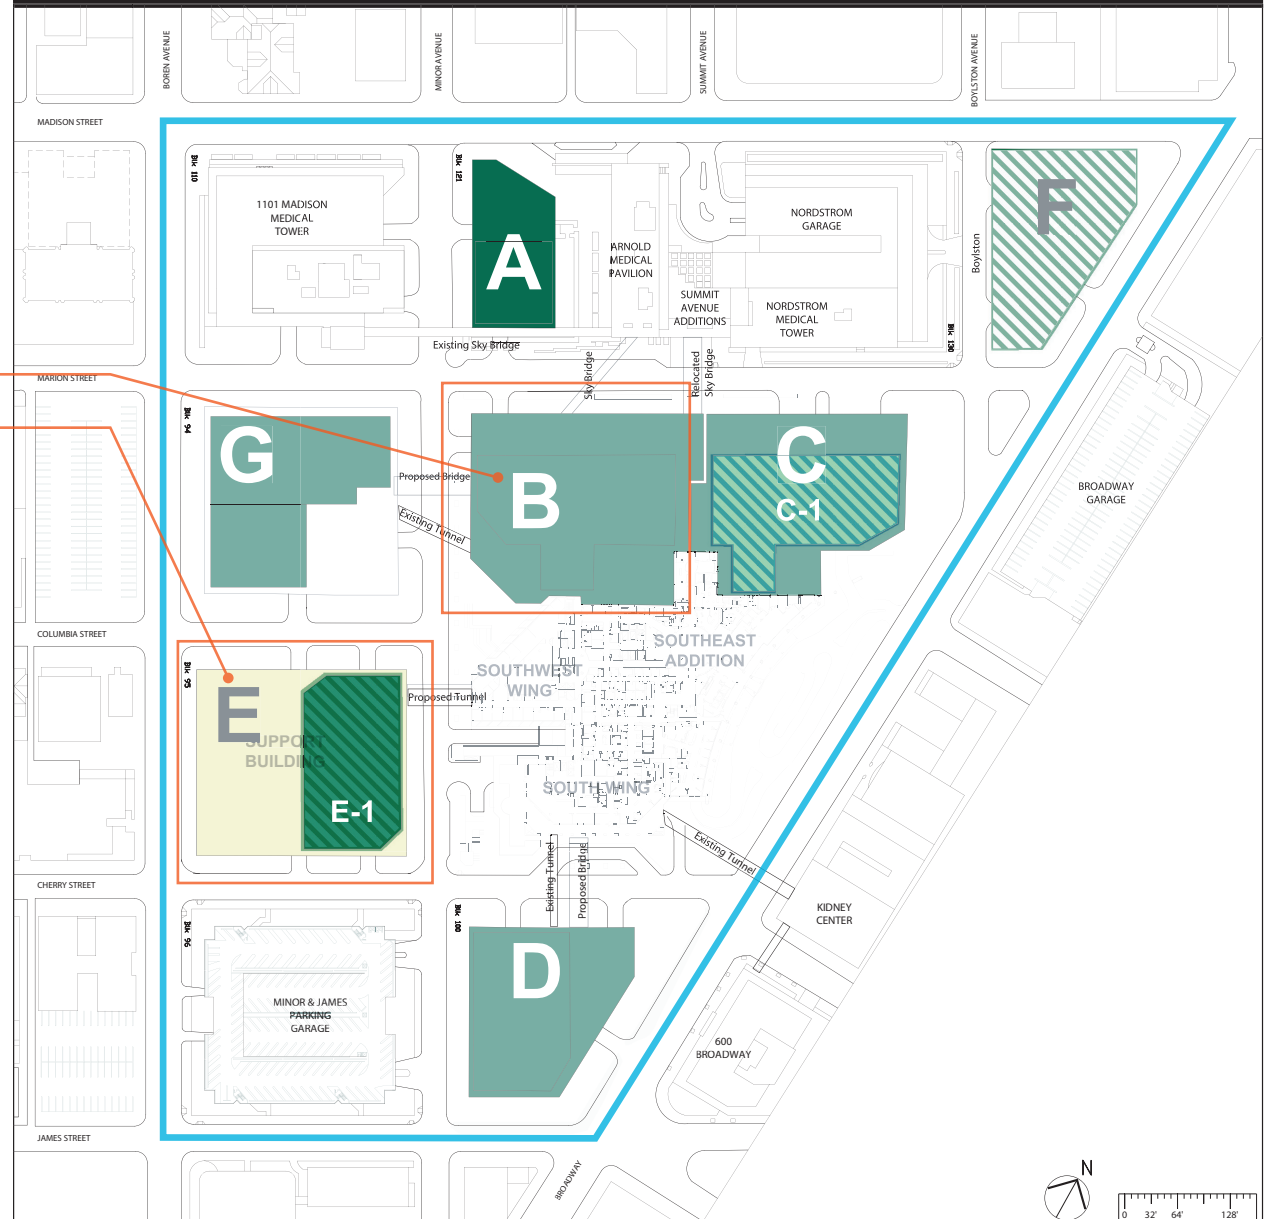 BOREN AVENUE
MINOR AVENUE
SUMMIT AVENUE
BOYLSTON AVENUE
MADISON STREET
Blk 110
Blk 121
1101 MADISON
MEDICAL
TOWER
A
ARNOLD
MEDICAL
PAVILION
NORDSTROM
GARAGE
SUMMIT
AVENUE
ADDITIONS
NORDSTROM
MEDICAL
TOWER
Boylston
F
Blk 130
Existing Sky Bridge
Sky Bridge
Relocated
Sky Bridge
MARION STREET
Blk 94
G
Proposed Bridge
Existing Tunnel
B
C
C-1
BROADWAY
GARAGE
COLUMBIA STREET
Blk 95
E
SUPPORT
BUILDING
E-1
Proposed Tunnel
SOUTHWEST
WING
SOUTHEAST
ADDITION
SOUTH WING
Existing Tunnel
Existing Tunnel
Proposed Bridge
CHERRY STREET
Blk 96
Blk 100
D
KIDNEY
CENTER
MINOR & JAMES
PARKING
GARAGE
600
BROADWAY
JAMES STREET
BROADWAY
N
0 32' 64' 128'